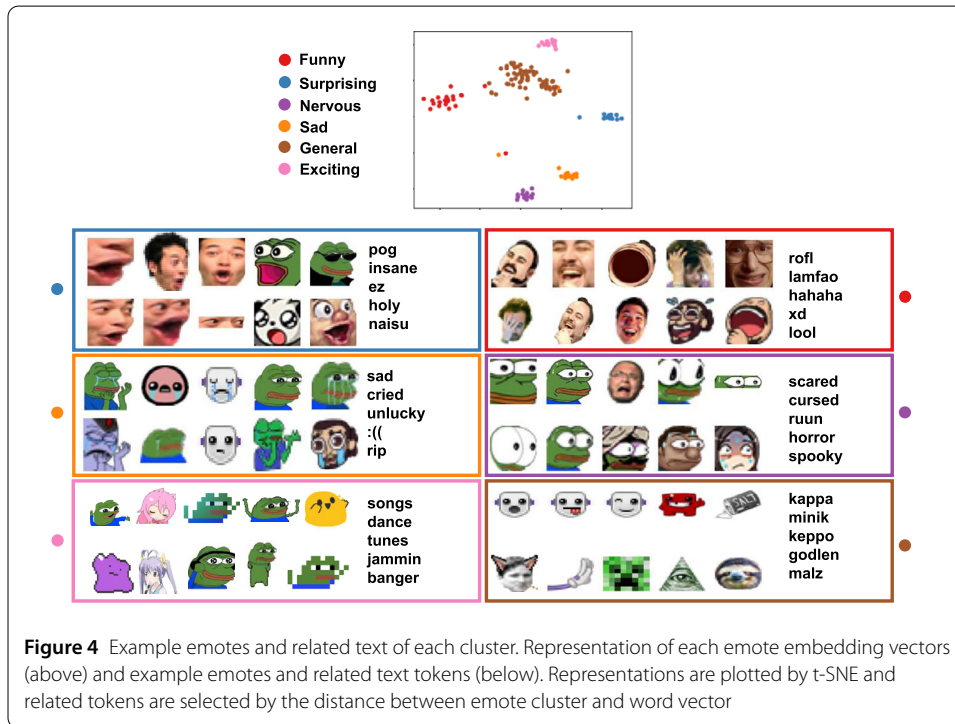 Funny
Surprising
Nervous
Sad
General
Exciting
pog
insane
ez
holy
naisu
rofl
lamfao
hahaha
xd
lool
sad
cried
unlucky
:((
rip
scared
cursed
ruun
horror
spooky
songs
dance
tunes
jammin
banger
SALT
kappa
minik
keppo
godlen
malz
Figure 4 Example emotes and related text of each cluster. Representation of each emote embedding vectors
(above) and example emotes and related text tokens (below). Representations are plotted by t-SNE and
related tokens are selected by the distance between emote cluster and word vector